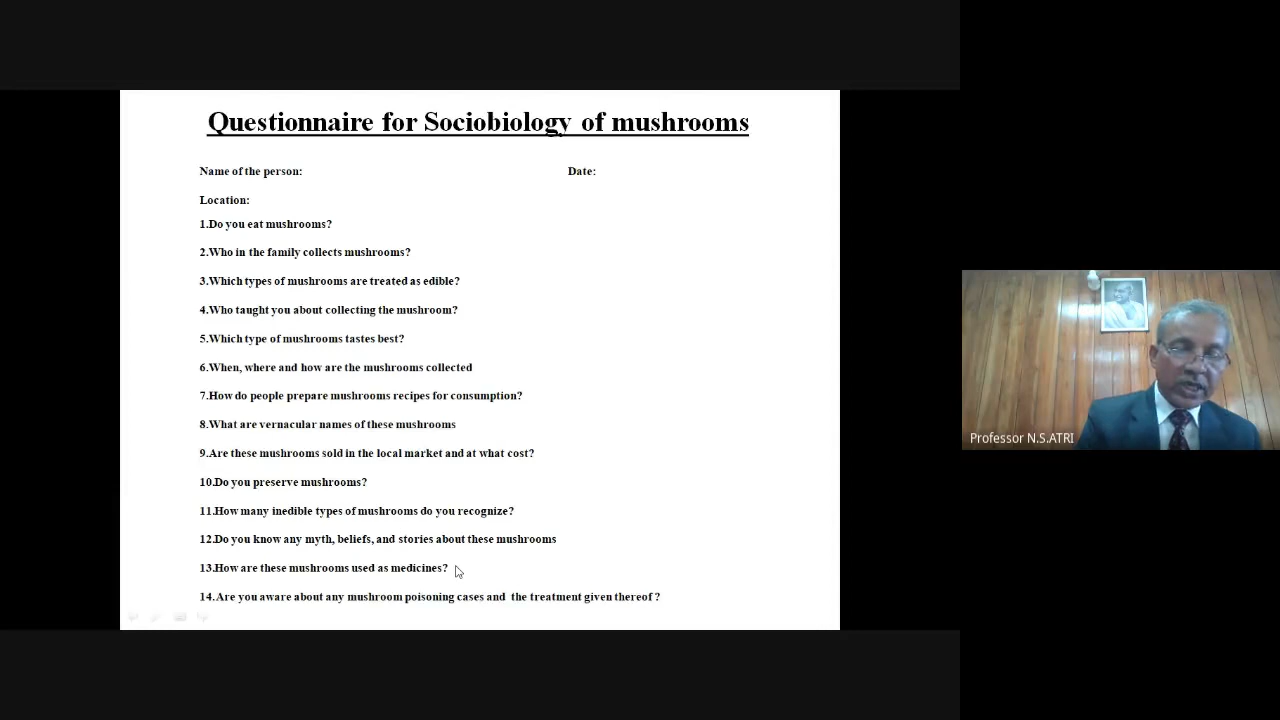 Questionnaire for Sociobiology of mushrooms
Name of the person: Date:
Location:
1.Do you eat mushrooms?
2.Who in the family collects mushrooms?
3.Which types of mushrooms are treated as edible?
4.Who taught you about collecting the mushroom?
5.Which type of mushrooms tastes best?
6.When, where and how are the mushrooms collected
7.How do people prepare mushrooms recipes for consumption?
8.What are vernacular names of these mushrooms
9.Are these mushrooms sold in the local market and at what cost?
10.Do you preserve mushrooms?
11.How many inedible types of mushrooms do you recognize?
12.Do you know any myth, beliefs, and stories about these mushrooms
13.How are these mushrooms used as medicines?
14.Are you aware about any mushroom poisoning cases and the treatment given thereof ?
Professor N.S.ATRI